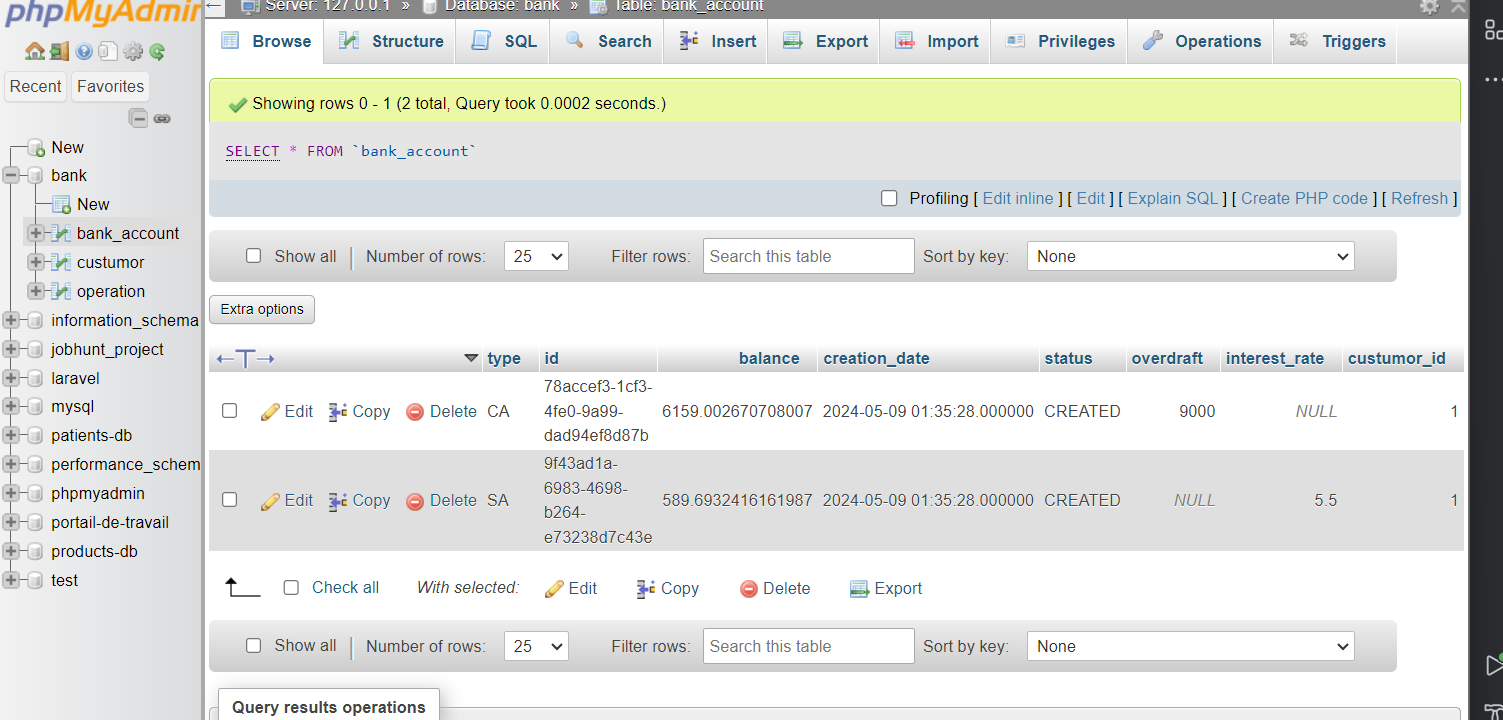 phpMyAdmin
Server: 127.0.0.1 » Database: bank » Table: bank_account
Browse Structure SQL Search Insert Export Import Privileges Operations Triggers
Recent Favorites
New
bank
New
bank_account
custumor
operation
information_schema
jobhunt_project
laravel
mysql
patients-db
performance_schem
phpmyadmin
portail-de-travail
products-db
test
Showing rows 0 - 1 (2 total, Query took 0.0002 seconds.)
SELECT * FROM `bank_account`
Profiling [ Edit inline ] [ Edit ] [ Explain SQL ] [ Create PHP code ] [ Refresh ]
Show all Number of rows: 25 Filter rows: Search this table Sort by key: None
Extra options
type id balance creation_date status overdraft interest_rate custumor_id
78accef3-1cf3-
Edit Copy Delete CA 4fe0-9a99- 6159.002670708007 2024-05-09 01:35:28.000000 CREATED 9000 NULL 1
dad94ef8d87b
9f43ad1a-
Edit Copy Delete SA 6983-4698- 589.6932416161987 2024-05-09 01:35:28.000000 CREATED NULL 5.5 1
b264-
e73238d7c43e
Check all With selected: Edit Copy Delete Export
Show all Number of rows: 25 Filter rows: Search this table Sort by key: None
Query results operations